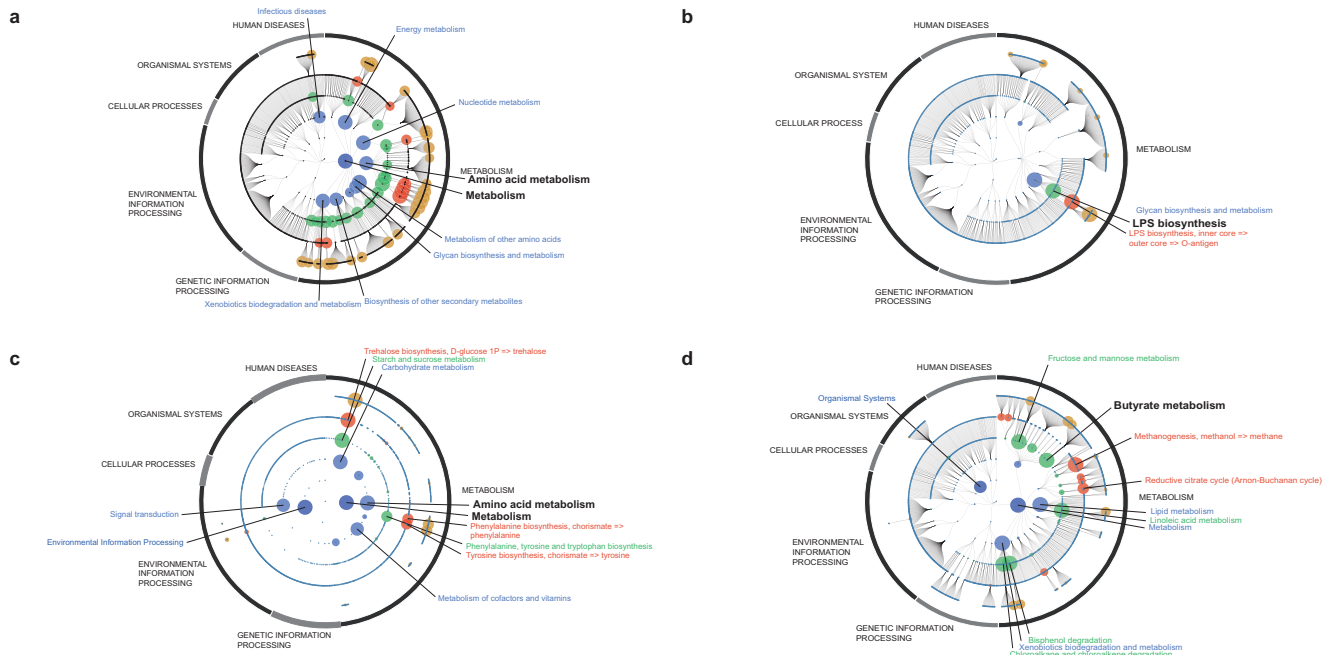 a
Infectious diseases
HUMAN DISEASES
Energy metabolism
ORGANISMAL SYSTEMS
CELLULAR PROCESSES
Nucleotide metabolism
METABOLISM
Amino acid metabolism
Metabolism
ENVIRONMENTAL
INFORMATION
PROCESSING
Metabolism of other amino acids
Glycan biosynthesis and metabolism
GENETIC INFORMATION
PROCESSING
Xenobiotics biodegradation and metabolism
Biosynthesis of other secondary metabolites
b
HUMAN DISEASES
ORGANISMAL SYSTEM
CELLULAR PROCESS
METABOLISM
Glycan biosynthesis and metabolism
LPS biosynthesis
LPS biosynthesis, inner core =>
outer core => O-antigen
ENVIRONMENTAL
INFORMATION
PROCESSING
GENETIC INFORMATION
PROCESSING
c
Trehalose biosynthesis, D-glucose 1P => trehalose
Starch and sucrose metabolism
Carbohydrate metabolism
HUMAN DISEASES
ORGANISMAL SYSTEMS
CELLULAR PROCESSES
METABOLISM
Amino acid metabolism
Metabolism
Signal transduction
Phenylalanine biosynthesis, chorismate =>
phenylalanine
Environmental Information Processing
Phenylalanine, tyrosine and tryptophan biosynthesis
Tyrosine biosynthesis, chorismate => tyrosine
ENVIRONMENTAL
INFORMATION
PROCESSING
Metabolism of cofactors and vitamins
GENETIC INFORMATION
PROCESSING
d
Fructose and mannose metabolism
HUMAN DISEASES
Organismal Systems
Butyrate metabolism
ORGANISMAL SYSTEMS
Methanogenesis, methanol => methane
CELLULAR PROCESSES
Reductive citrate cycle (Arnon-Buchanan cycle)
METABOLISM
Lipid metabolism
Linoleic acid metabolism
Metabolism
ENVIRONMENTAL
INFORMATION
PROCESSING
GENETIC INFORMATION
PROCESSING
Bisphenol degradation
Xenobiotics biodegradation and metabolism
Chloroalkane and chloroalkene degradation